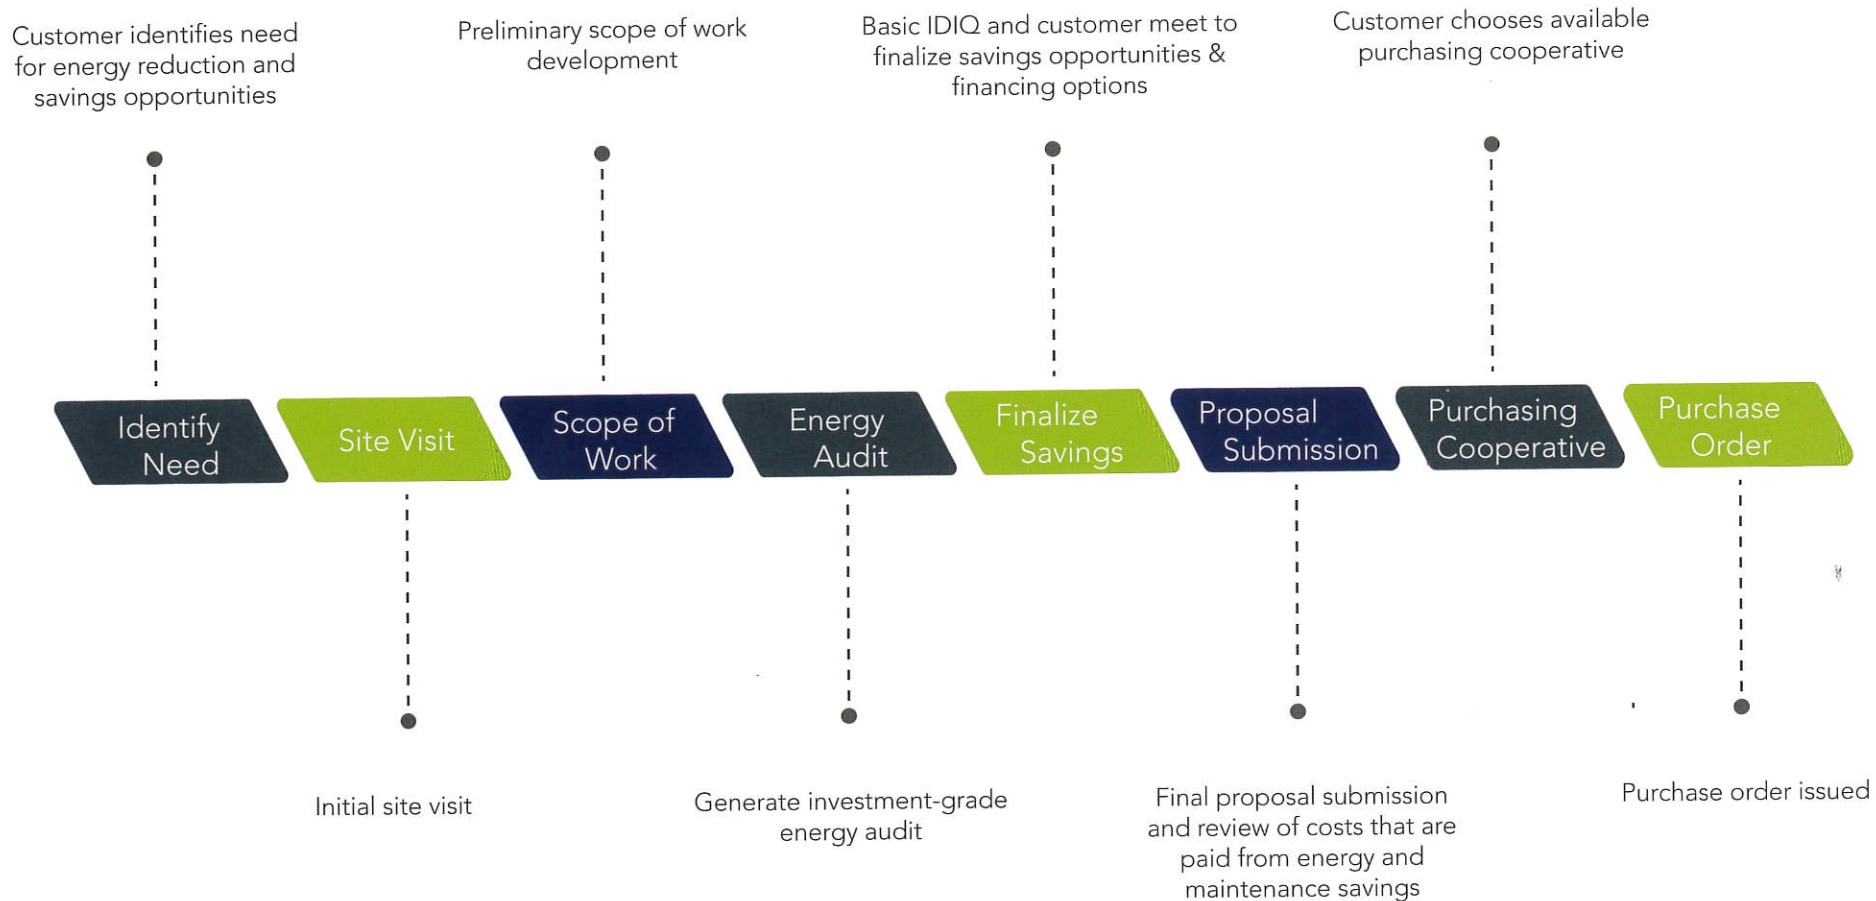 Customer identifies need
for energy reduction and
savings opportunities
Preliminary scope of work
development
Basic IDIQ and customer meet to
finalize savings opportunities &
financing options
Customer chooses available
purchasing cooperative
Identify
Need
Site Visit
Scope of
Work
Energy
Audit
Finalize
Savings
Proposal
Submission
Purchasing
Cooperative
Purchase
Order
Initial site visit
Generate investment-grade
energy audit
Final proposal submission
and review of costs that are
paid from energy and
maintenance savings
Purchase order issued